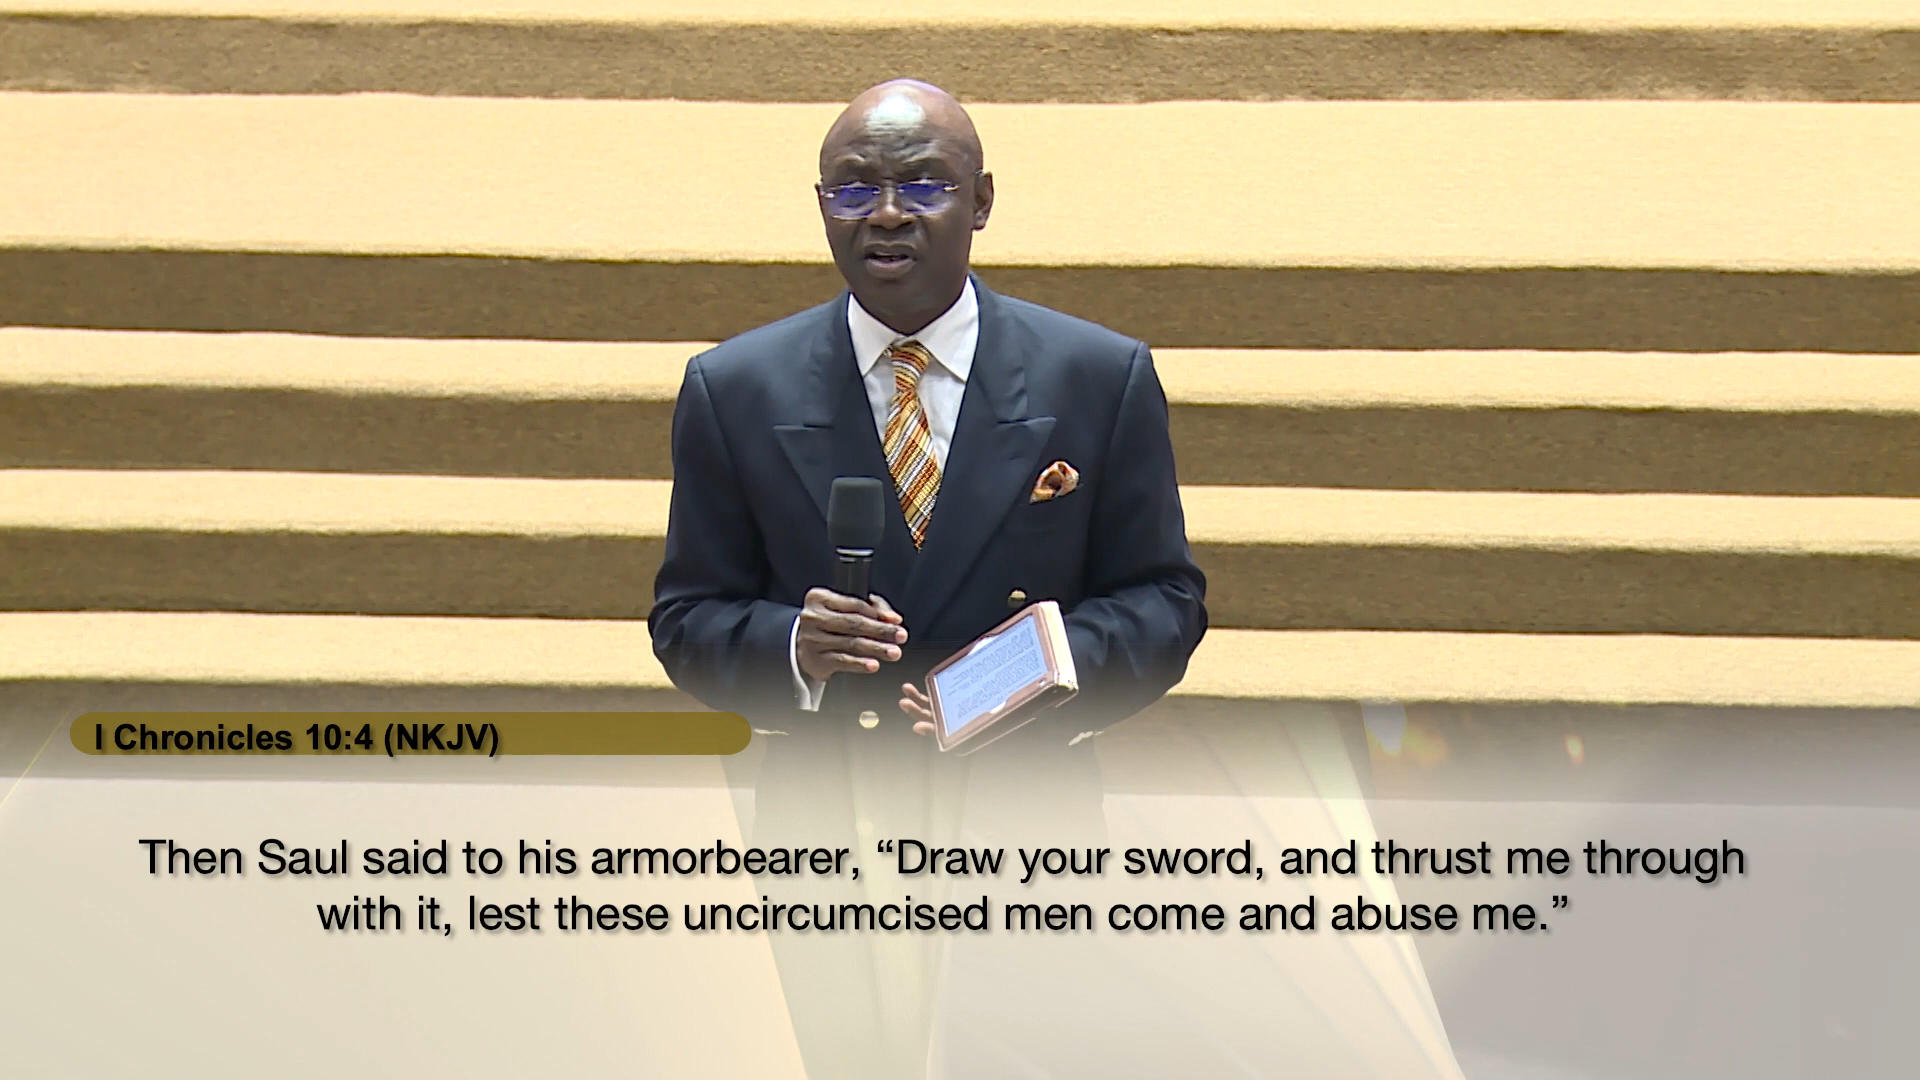 I Chronicles 10:4 (NKJV)
Then Saul said to his armorbearer, “Draw your sword, and thrust me through
with it, lest these uncircumcised men come and abuse me.”